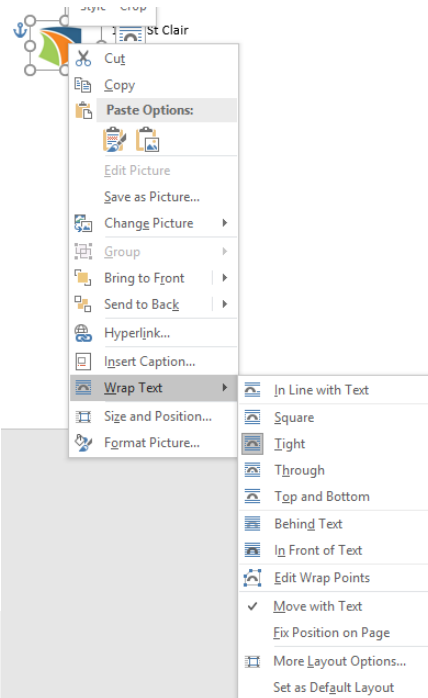 Style Crop
St Clair
Cut
Copy
Paste Options:
Edit Picture
Save as Picture...
Change Picture
Group
Bring to Front
Send to Back
Hyperlink...
Insert Caption...
Wrap Text
Size and Position...
Format Picture...
In Line with Text
Square
Tight
Through
Top and Bottom
Behind Text
In Front of Text
Edit Wrap Points
Move with Text
Fix Position on Page
More Layout Options...
Set as Default Layout